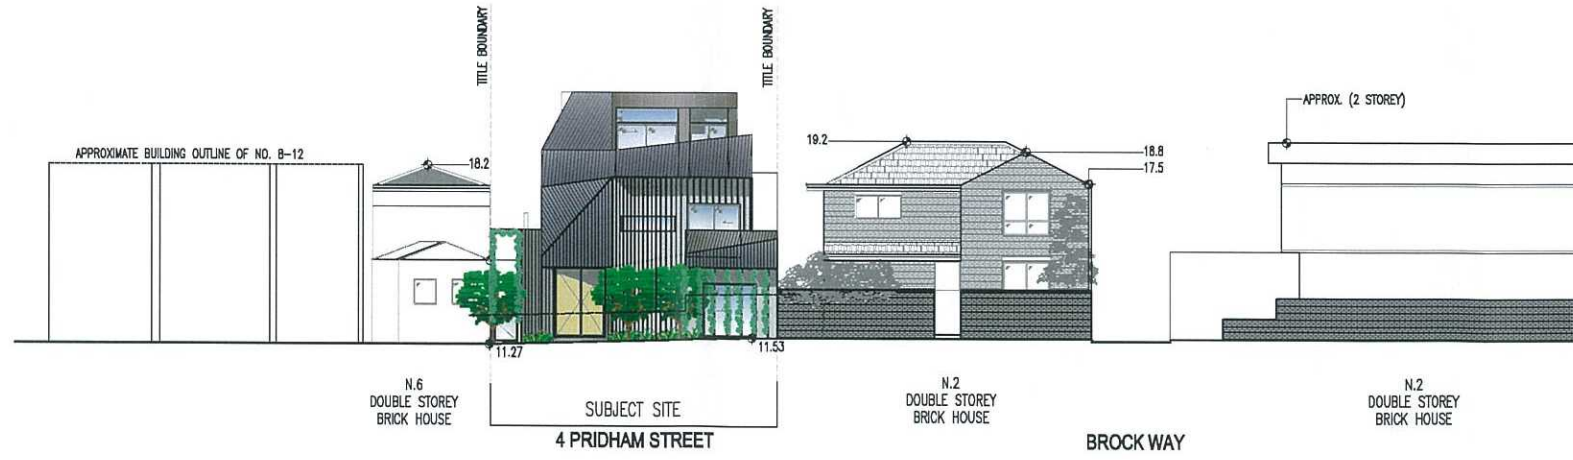 TITLE BOUNDARY
TITLE BOUNDARY
APPROX. (2 STOREY)
APPROXIMATE BUILDING OUTLINE OF NO. 8-12
18.2
19.2
18.8
17.5
11.27
11.53
N.6
DOUBLE STOREY
BRICK HOUSE
SUBJECT SITE
4 PRIDHAM STREET
N.2
DOUBLE STOREY
BRICK HOUSE
BROCK WAY
N.2
DOUBLE STOREY
BRICK HOUSE